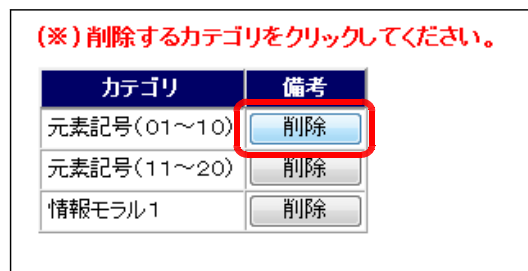 (※)削除するカテゴリをクリックしてください。
カテゴリ 備考
元素記号(01～10) 削除
元素記号(11～20) 削除
情報モラル1 削除